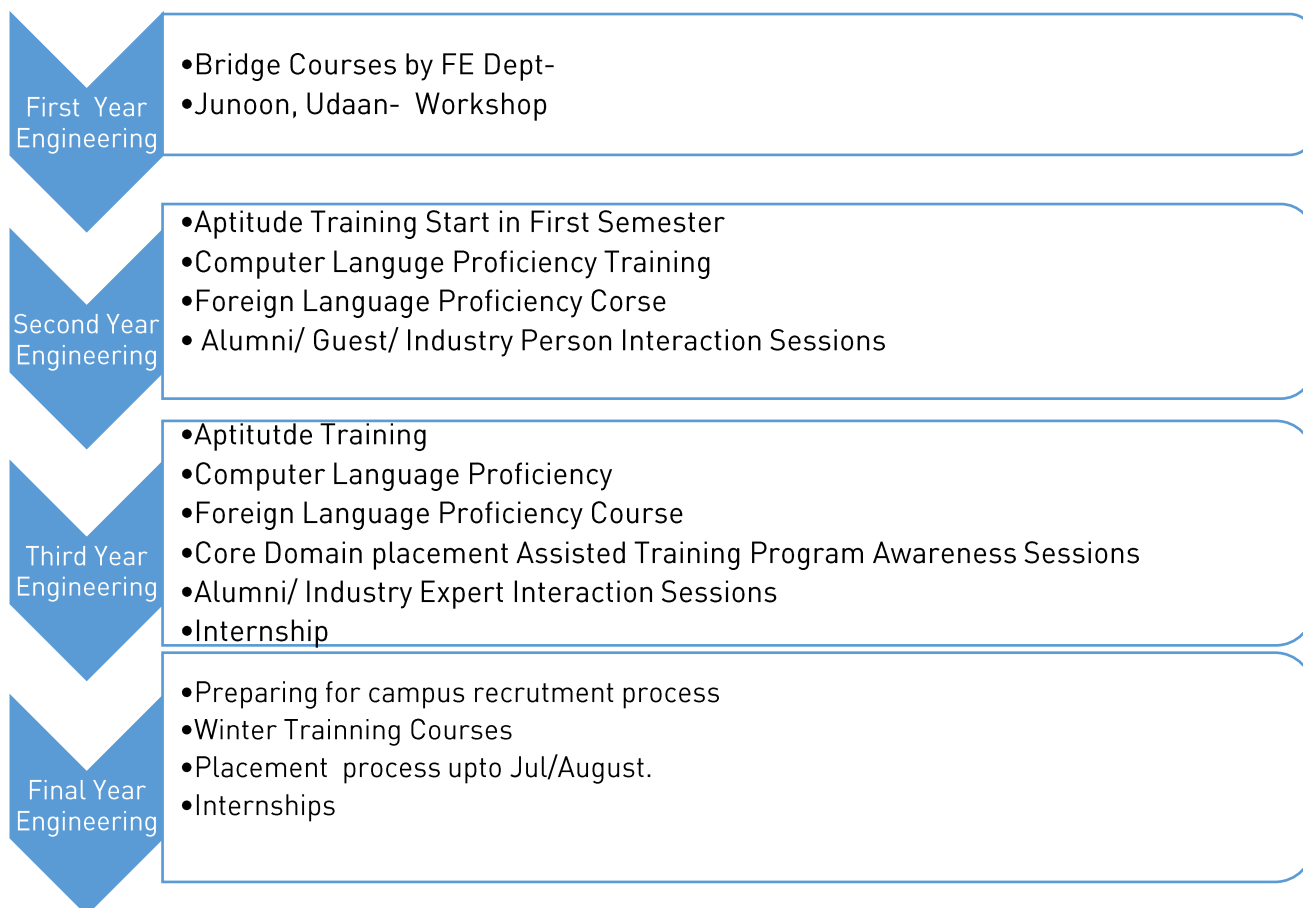 First Year
Engineering
•Bridge Courses by FE Dept-
•Junoon, Udaan- Workshop
Second Year
Engineering
•Aptitude Training Start in First Semester
•Computer Languge Proficiency Training
•Foreign Language Proficiency Corse
• Alumni/ Guest/ Industry Person Interaction Sessions
Third Year
Engineering
•Aptitutde Training
•Computer Language Proficiency
•Foreign Language Proficiency Course
•Core Domain placement Assisted Training Program Awareness Sessions
•Alumni/ Industry Expert Interaction Sessions
•Internship
Final Year
Engineering
•Preparing for campus recrutment process
•Winter Trainning Courses
•Placement process upto Jul/August.
•Internships